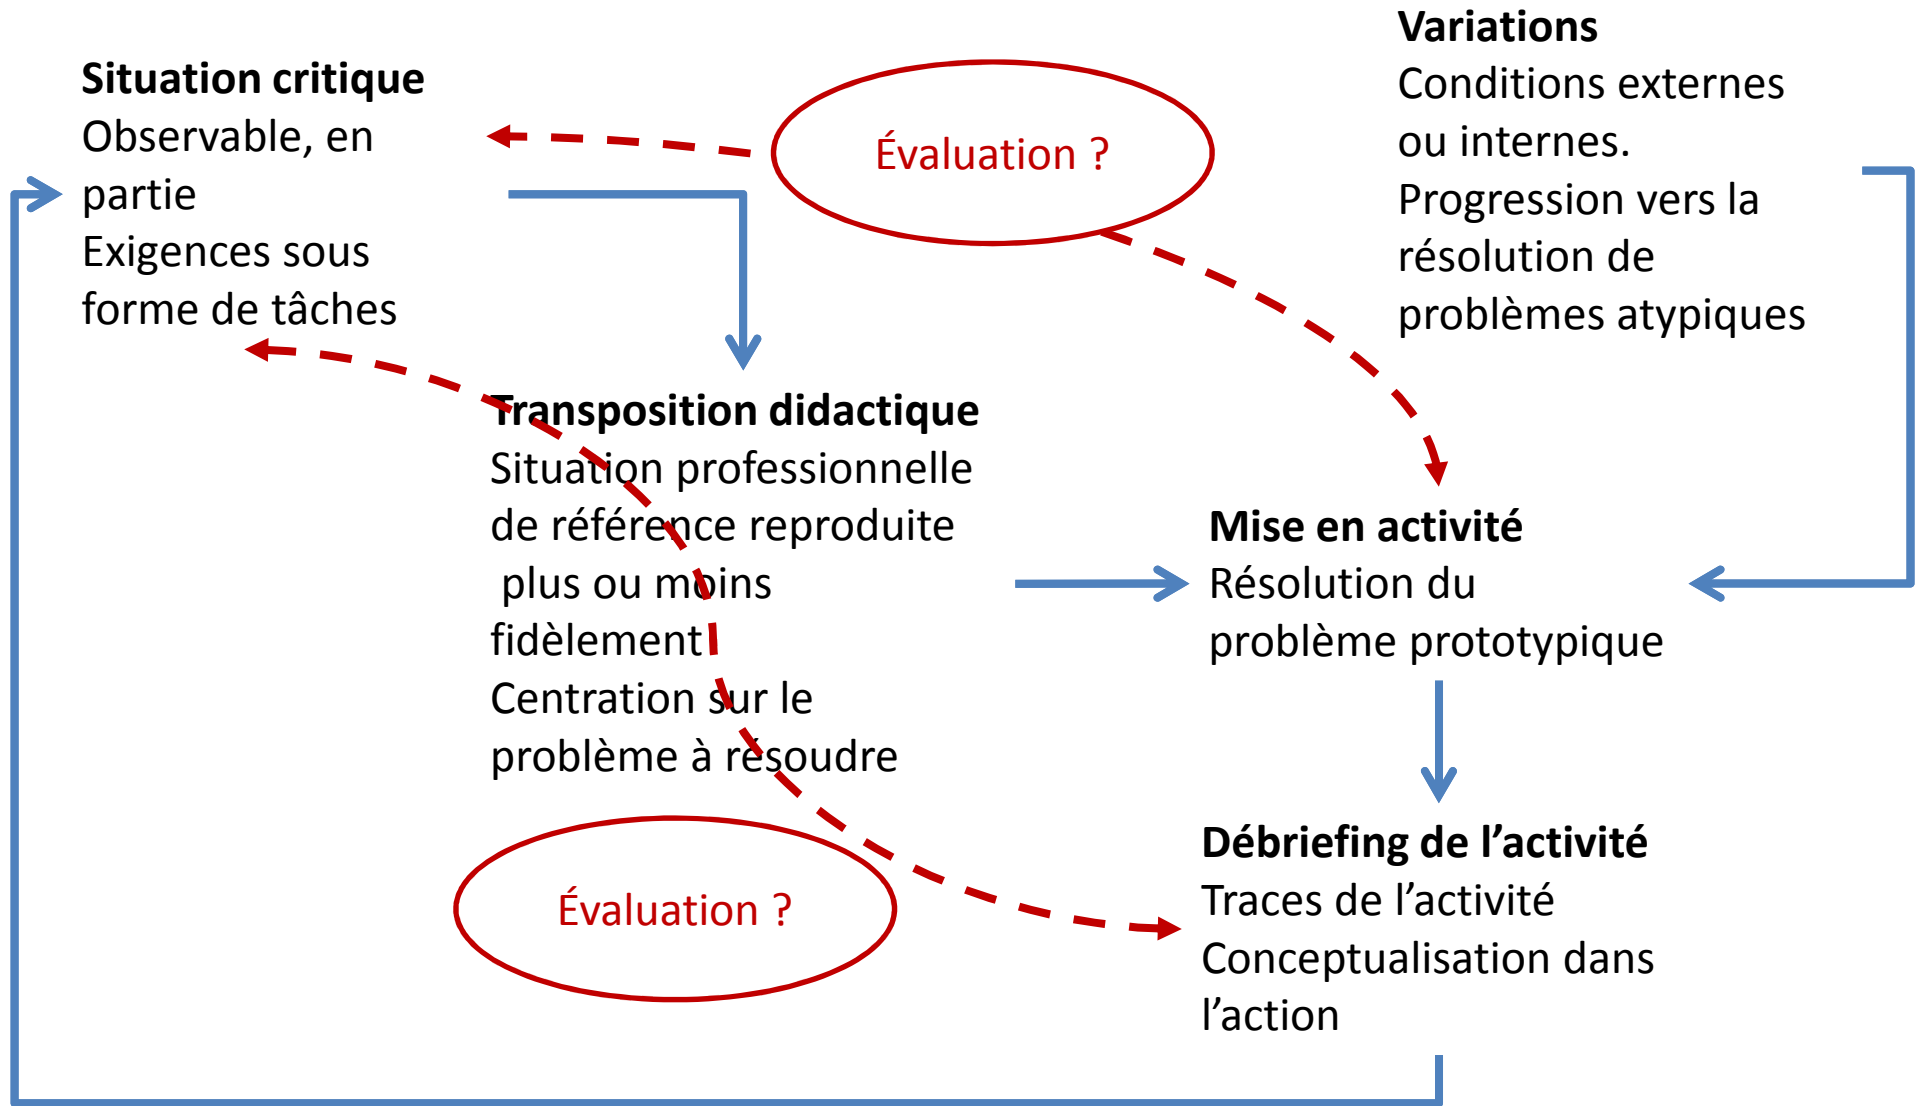 Situation critique
Observable, en
partie
Exigences sous
forme de tâches
Évaluation ?
Variations
Conditions externes
ou internes.
Progression vers la
résolution de
problèmes atypiques
Transposition didactique
Situation professionnelle
de référence reproduite
plus ou moins
fidèlement
Centration sur le
problème à résoudre
Mise en activité
Résolution du
problème prototypique
Évaluation ?
Débriefing de l’activité
Traces de l’activité
Conceptualisation dans
l’action